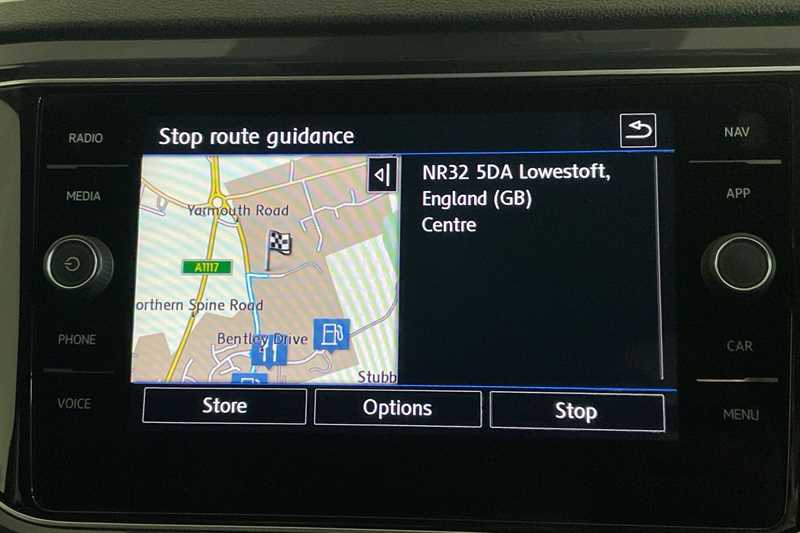 RADIO
MEDIA
PHONE
VOICE
Stop route guidance
Yarmouth Road
A1117
orthern Spine Road
Bentley Drive
Stubb
NR32 5DA Lowestoft,
England (GB)
Centre
Store
Options
Stop
NAV
APP
CAR
MENU